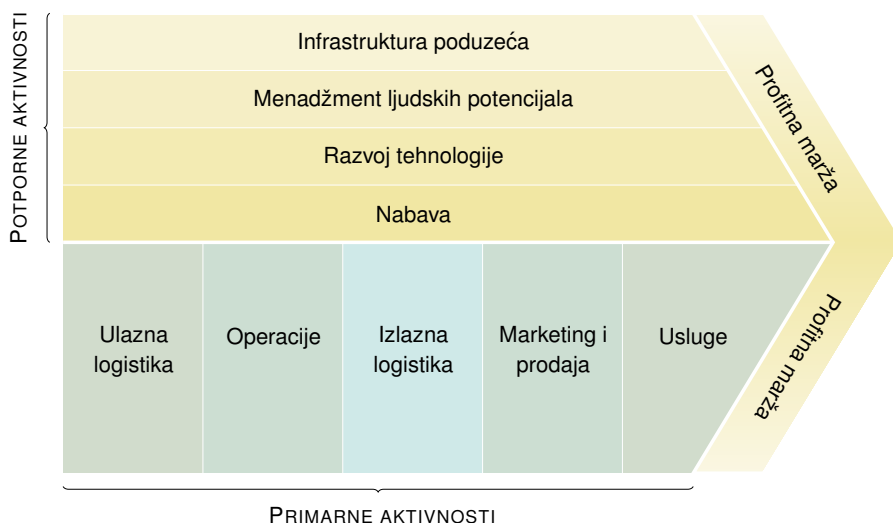 POTPORNE AKTIVNOSTI
Infrastruktura poduzeća
Menadžment ljudskih potencijala
Razvoj tehnologije
Nabava
Profitna marža
Ulazna
logistika
Operacije
Izlazna
logistika
Marketing i
prodaja
Usluge
Profitna marža
PRIMARNE AKTIVNOSTI